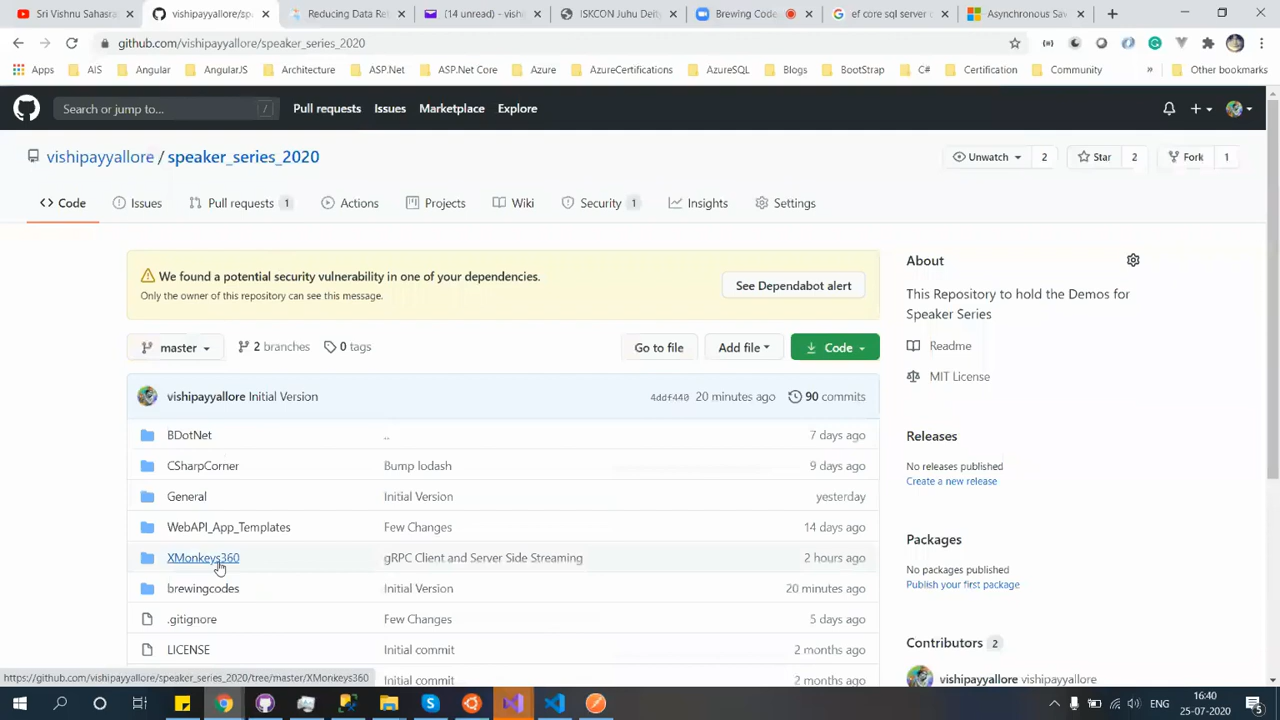 Sri Vishnu Sahasra
vishipayyallore/sp
Reducing Data Re
(14 unread) - vish
ISKCON Juhu Deit
Brewing Code
ef core sql server
Asynchronous Sav
github.com/vishipayyallore/speaker_series_2020
Apps AIS Angular AngularJS Architecture ASP.Net ASP.Net Core Azure AzureCertifications AzureSQL Blogs BootStrap C# Certification Community » Other bookmarks
Search or jump to... / Pull requests Issues Marketplace Explore
vishipayyallore / speaker_series_2020 Unwatch 2 Star 2 Fork 1
<> Code Issues Pull requests 1 Actions Projects Wiki Security 1 Insights Settings
We found a potential security vulnerability in one of your dependencies.
Only the owner of this repository can see this message.
See Dependabot alert
master 2 branches 0 tags Go to file Add file Code
vishipayyallore Initial Version 4ddf440 20 minutes ago 90 commits
BDotNet .. 7 days ago
CSharpCorner Bump lodash 9 days ago
General Initial Version yesterday
WebAPI_App_Templates Few Changes 14 days ago
XMonkeys360 gRPC Client and Server Side Streaming 2 hours ago
brewingcodes Initial Version 20 minutes ago
.gitignore Few Changes 5 days ago
LICENSE Initial commit 2 months ago
Initial commit 2 months ago
About
This Repository to hold the Demos for
Speaker Series
Readme
MIT License
Releases
No releases published
Create a new release
Packages
No packages published
Publish your first package
Contributors 2
vishipayyallore vishipayyallore
https://github.com/vishipayyallore/speaker_series_2020/tree/master/XMonkeys360
ENG 16:40
25-07-2020
5